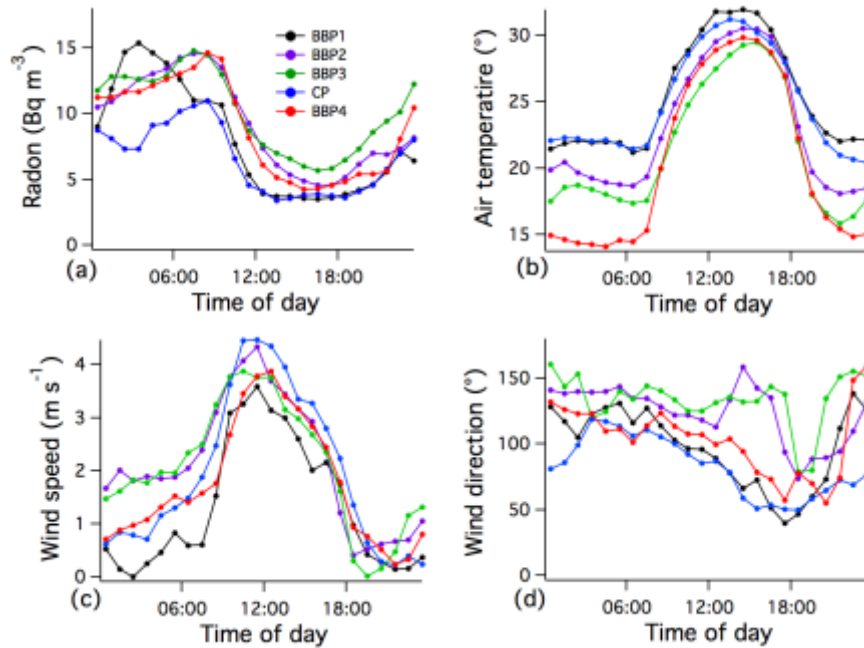 15
10
5
0
Radon (Bq m⁻³)
BBP1
BBP2
BBP3
CP
BBP4
(a)
06:00 12:00 18:00
Time of day
30
25
20
15
Air temperatire (°)
(b)
06:00 12:00 18:00
Time of day
4
3
2
1
0
Wind speed (m s⁻¹)
(c)
06:00 12:00 18:00
Time of day
150
100
50
0
Wind direction (°)
(d)
06:00 12:00 18:00
Time of day